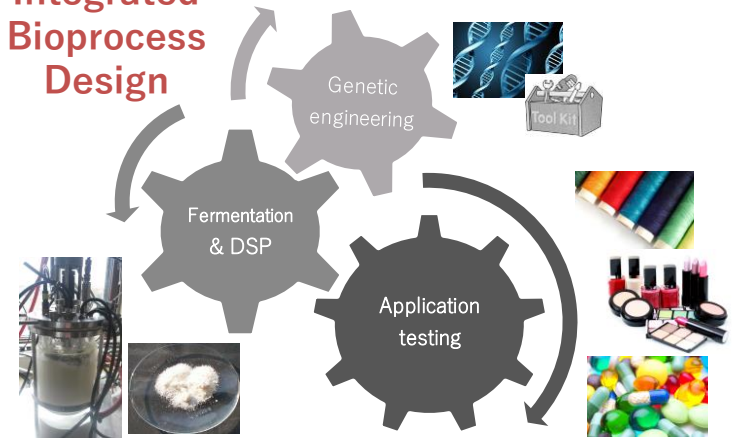 Integrated
Bioprocess
Design
Genetic
engineering
Tool Kit
Fermentation
& DSP
Application
testing